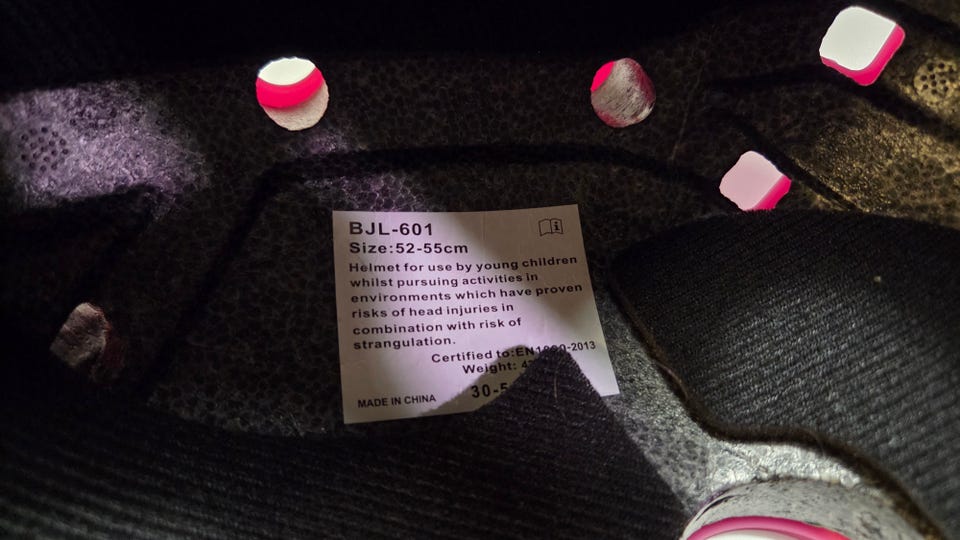 BJL-601
Size:52-55cm
Helmet for use by young children
whilst pursuing activities in
environments which have proven
risks of head injuries in
combination with risk of
strangulation.
Certified to: -2013
Weight:
MADE IN CHINA